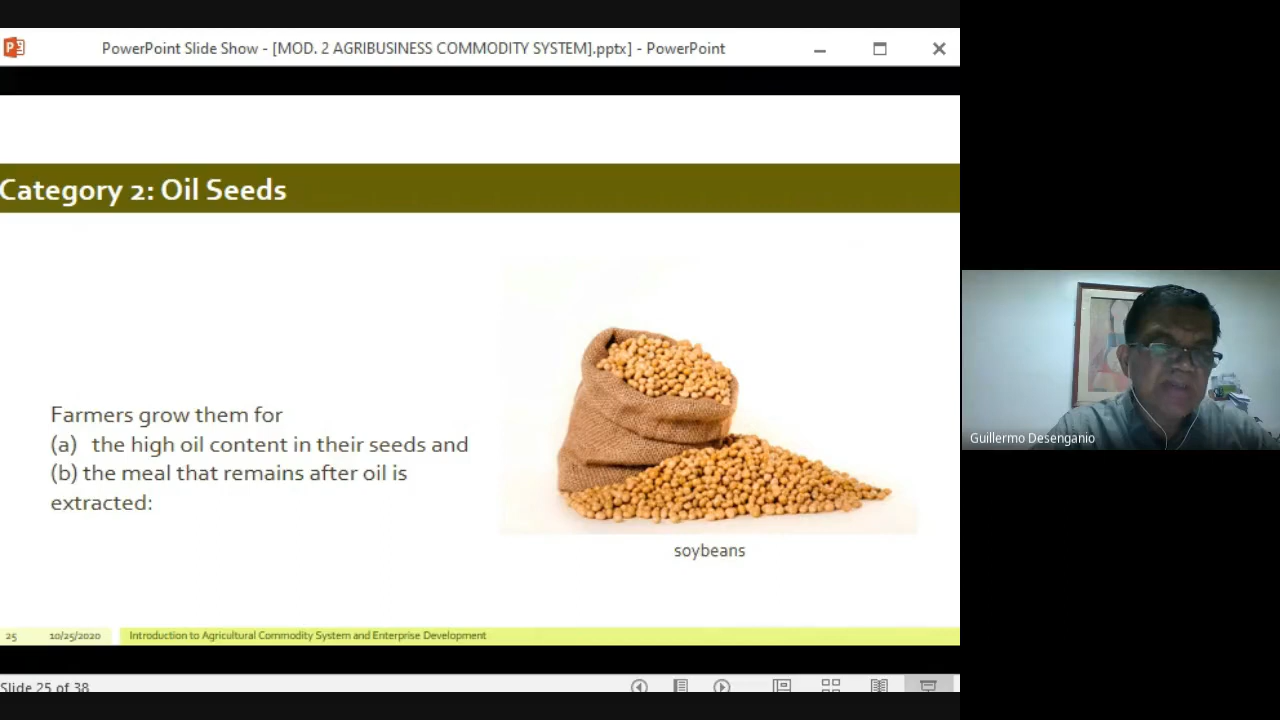 PowerPoint Slide Show - [MOD. 2 AGRIBUSINESS COMMODITY SYSTEM].pptx] - PowerPoint
Category 2: Oil Seeds
Farmers grow them for
(a) the high oil content in their seeds and
(b) the meal that remains after oil is
extracted:
soybeans
Guillermo Desenganio
25 10/25/2020 Introduction to Agricultural Commodity System and Enterprise Development
Slide 25 of 38